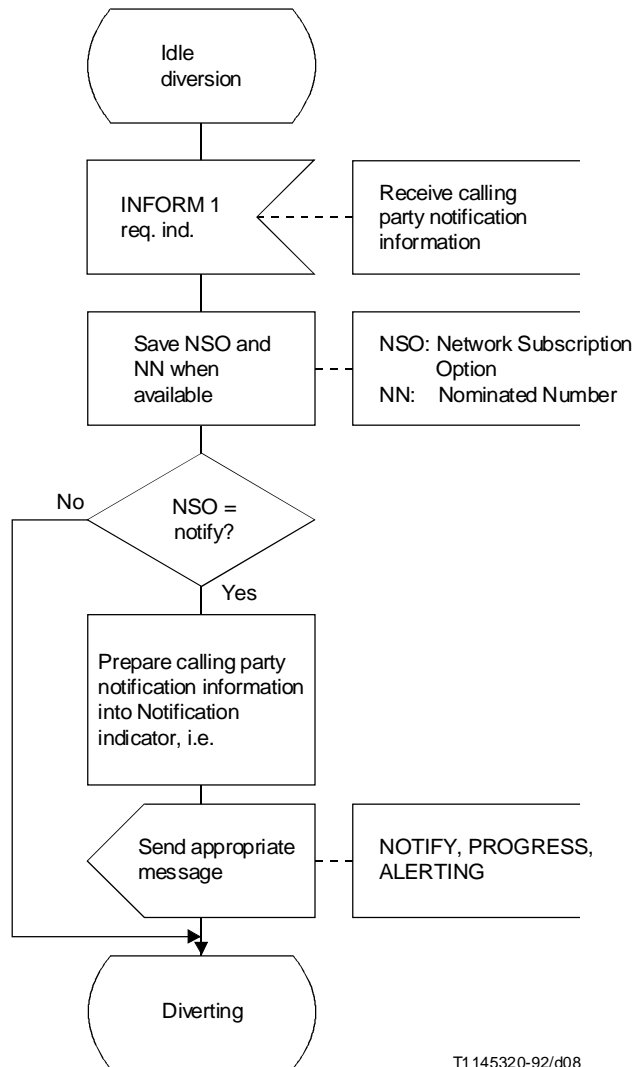 Idle
diversion
INFORM 1
req. ind.
Receive calling
party notification
information
Save NSO and
NN when
available
NSO: Network Subscription
Option
NN: Nominated Number
No
NSO =
notify?
Yes
Prepare calling party
notification information
into Notification
indicator, i.e.
Send appropriate
message
NOTIFY, PROGRESS,
ALERTING
Diverting
T1145320-92/d08